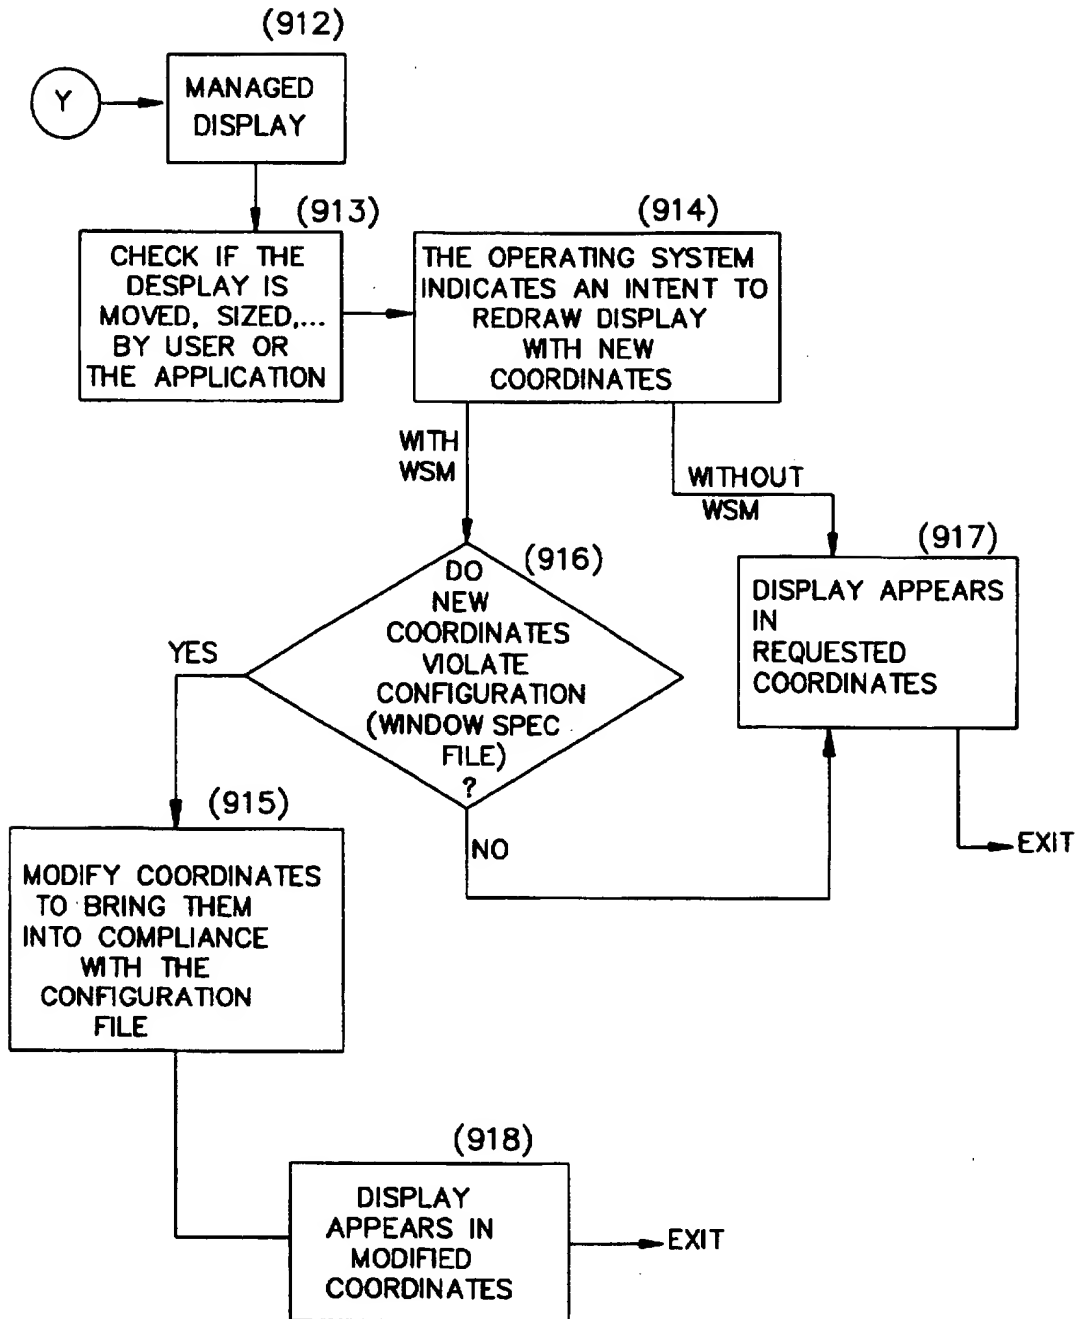 (912)
Y
MANAGED
DISPLAY
(913)
CHECK IF THE
DESPLAY IS
MOVED, SIZED,...
BY USER OR
THE APPLICATION
(914)
THE OPERATING SYSTEM
INDICATES AN INTENT TO
REDRAW DISPLAY
WITH NEW
COORDINATES
WITH
WSM
WITHOUT
WSM
(916)
DO
NEW
COORDINATES
VIOLATE
CONFIGURATION
(WINDOW SPEC
FILE)
?
YES
NO
(917)
DISPLAY APPEARS
IN
REQUESTED
COORDINATES
EXIT
(915)
MODIFY COORDINATES
TO BRING THEM
INTO COMPLIANCE
WITH THE
CONFIGURATION
FILE
(918)
DISPLAY
APPEARS IN
MODIFIED
COORDINATES
EXIT